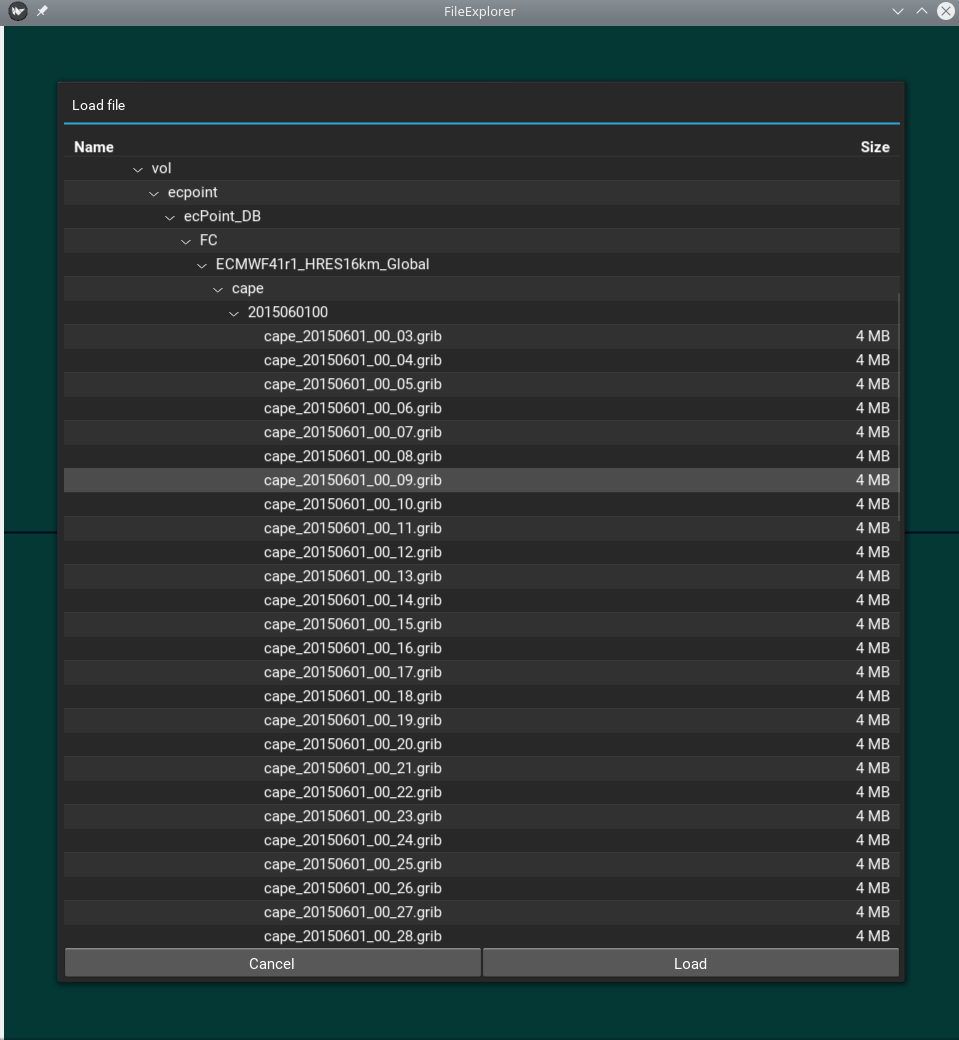 FileExplorer
Load file
Name Size
vol
ecpoint
ecPoint_DB
FC
ECMWF41r1_HRES16km_Global
cape
2015060100
cape_20150601_00_03.grib 4 MB
cape_20150601_00_04.grib 4 MB
cape_20150601_00_05.grib 4 MB
cape_20150601_00_06.grib 4 MB
cape_20150601_00_07.grib 4 MB
cape_20150601_00_08.grib 4 MB
cape_20150601_00_09.grib 4 MB
cape_20150601_00_10.grib 4 MB
cape_20150601_00_11.grib 4 MB
cape_20150601_00_12.grib 4 MB
cape_20150601_00_13.grib 4 MB
cape_20150601_00_14.grib 4 MB
cape_20150601_00_15.grib 4 MB
cape_20150601_00_16.grib 4 MB
cape_20150601_00_17.grib 4 MB
cape_20150601_00_18.grib 4 MB
cape_20150601_00_19.grib 4 MB
cape_20150601_00_20.grib 4 MB
cape_20150601_00_21.grib 4 MB
cape_20150601_00_22.grib 4 MB
cape_20150601_00_23.grib 4 MB
cape_20150601_00_24.grib 4 MB
cape_20150601_00_25.grib 4 MB
cape_20150601_00_26.grib 4 MB
cape_20150601_00_27.grib 4 MB
cape_20150601_00_28.grib 4 MB
Cancel Load